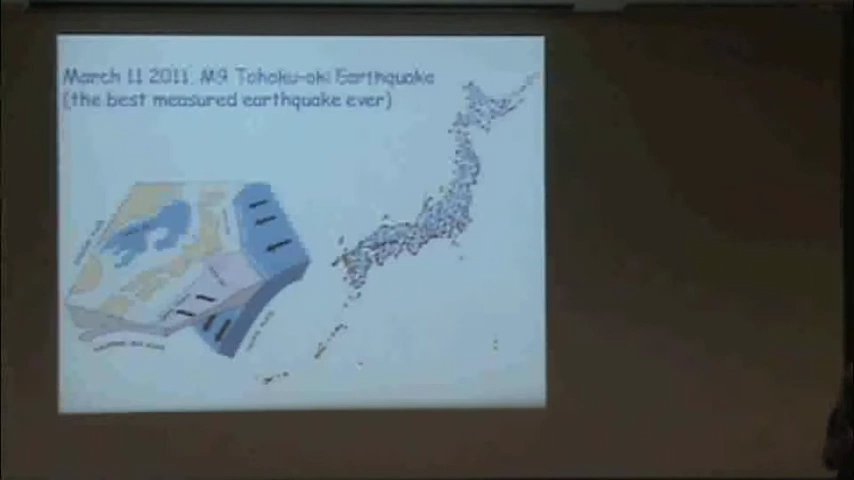 March 11 2011, M9 Tohoku-oki Earthquake
(the best measured earthquake ever)